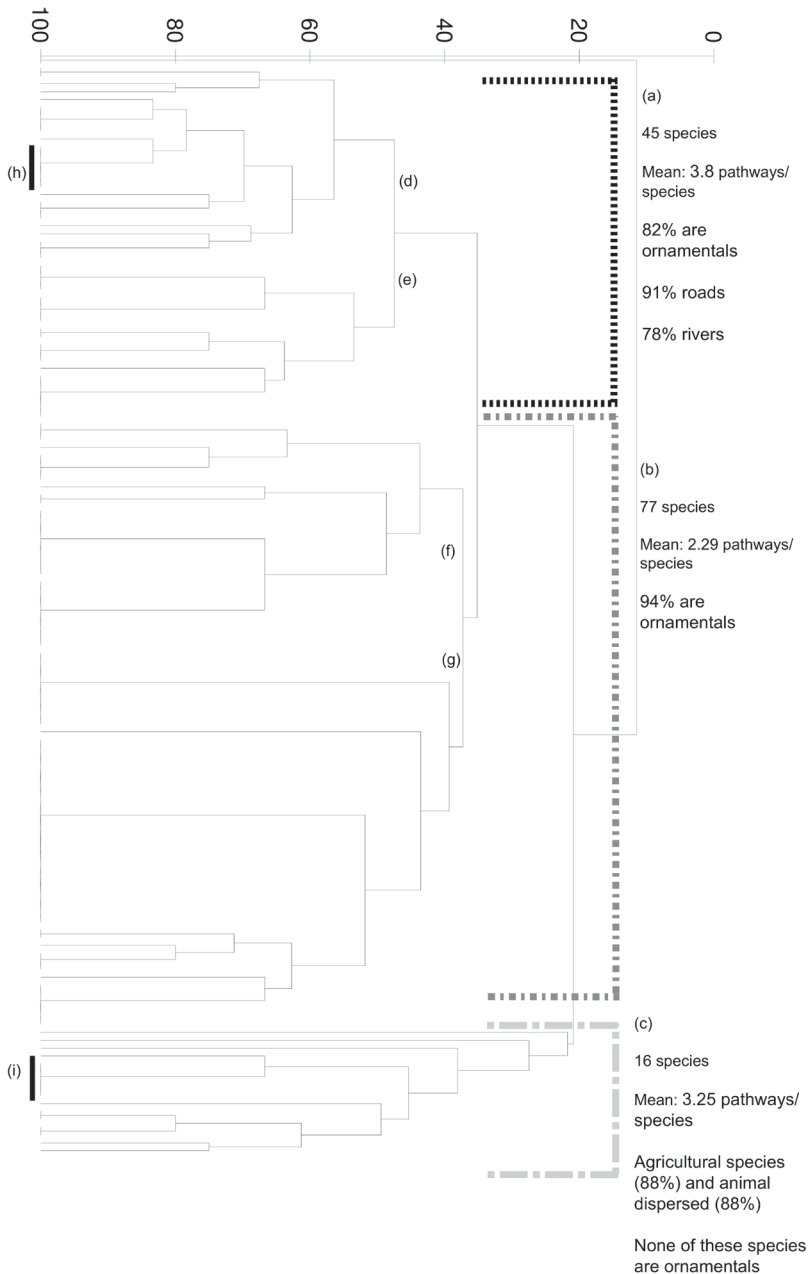 100
80
60
40
20
0
(a)
45 species
Mean: 3.8 pathways/
species
82% are
ornamentals
91% roads
78% rivers
(h)
(d)
(e)
(b)
77 species
Mean: 2.29 pathways/
species
94% are
ornamentals
(f)
(g)
(c)
16 species
Mean: 3.25 pathways/
species
Agricultural species
(88%) and animal
dispersed (88%)
None of these species
are ornamentals
(i)